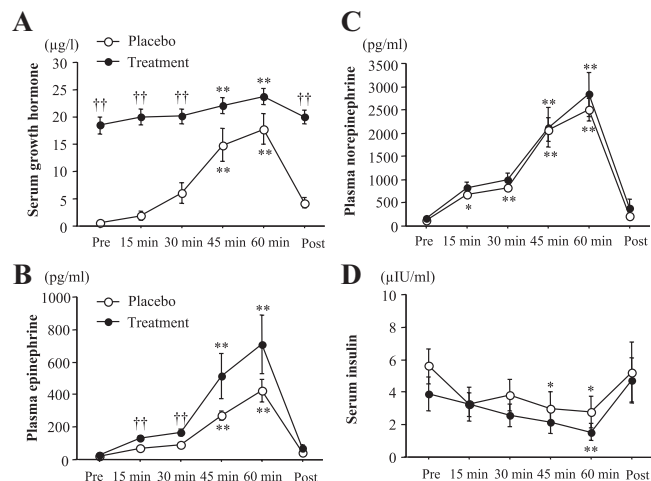 A
(µg/l)
Placebo
Treatment
Serum growth hormone
30
25
20
15
10
5
0
†† †† †† ** ** ††
** **
Pre 15 min 30 min 45 min 60 min Post
B
(pg/ml)
Placebo
Treatment
Plasma epinephrine
1000
800
600
400
200
0
†† †† ** **
** **
Pre 15 min 30 min 45 min 60 min Post
C
(pg/ml)
Plasma norepinephrine
3500
3000
2500
2000
1500
1000
500
0
** **
* ** ** **
Pre 15 min 30 min 45 min 60 min Post
D
(µIU/ml)
Serum insulin
10
8
6
4
2
0
* *
**
Pre 15 min 30 min 45 min 60 min Post